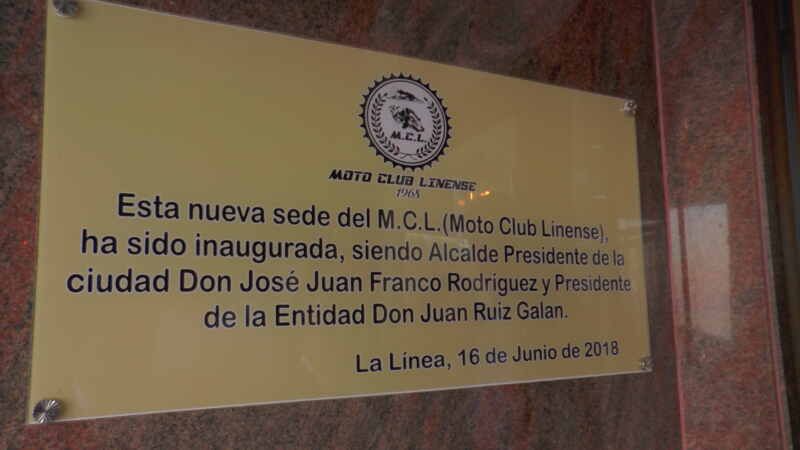 M.C.L.
MOTO CLUB LINENSE
1968
Esta nueva sede del M.C.L.(Moto Club Linense),
ha sido inaugurada, siendo Alcalde Presidente de la
ciudad Don José Juan Franco Rodriguez y Presidente
de la Entidad Don Juan Ruiz Galan.
La Linea, 16 de Junio de 2018